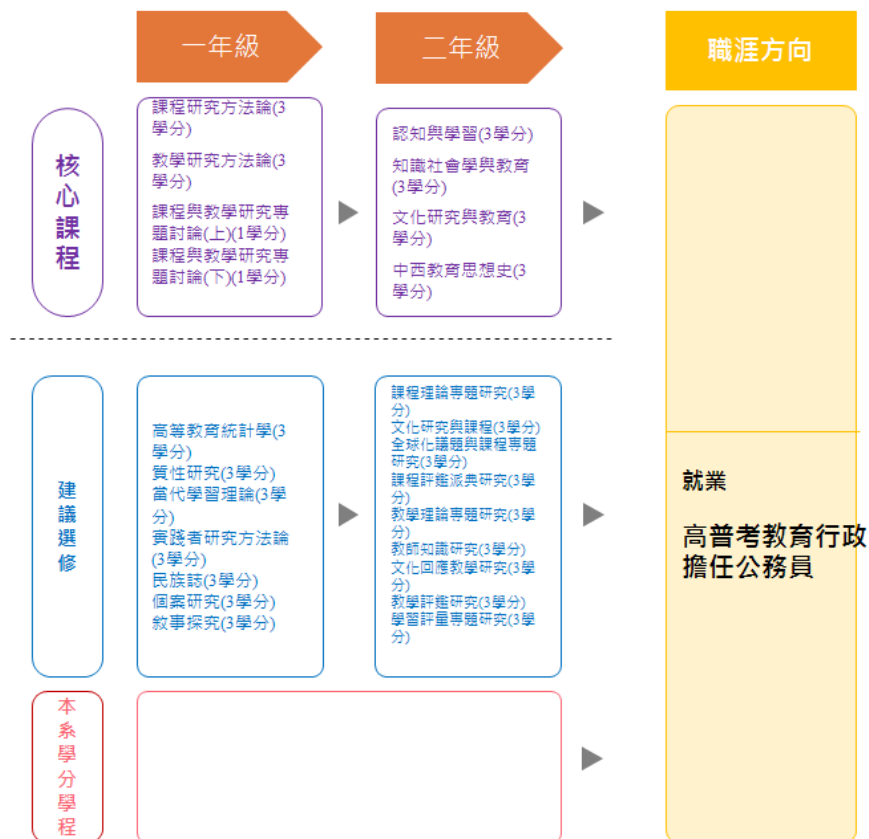 一年級
二年級
職涯方向
核
心
課
程
課程研究方法論(3
學分)
教學研究方法論(3
學分)
課程與教學研究專
題討論(上)(1學分)
課程與教學研究專
題討論(下)(1學分)
認知與學習(3學分)
知識社會學與教育
(3學分)
文化研究與教育(3
學分)
中西教育思想史(3
學分)
建
議
選
修
高等教育統計學(3
學分)
質性研究(3學分)
當代學習理論(3學
分)
實踐者研究方法論
(3學分)
民族誌(3學分)
個案研究(3學分)
敘事探究(3學分)
課程理論專題研究(3學
分)
文化研究與課程(3學分)
全球化議題與課程專題
研究(3學分)
課程評鑑派典研究(3學
分)
教學理論專題研究(3學
分)
教師知識研究(3學分)
文化回應教學研究(3學
分)
教學評鑑研究(3學分)
學習評量專題研究(3學
分)
就業
高普考教育行政
擔任公務員
本
系
學
分
學
程